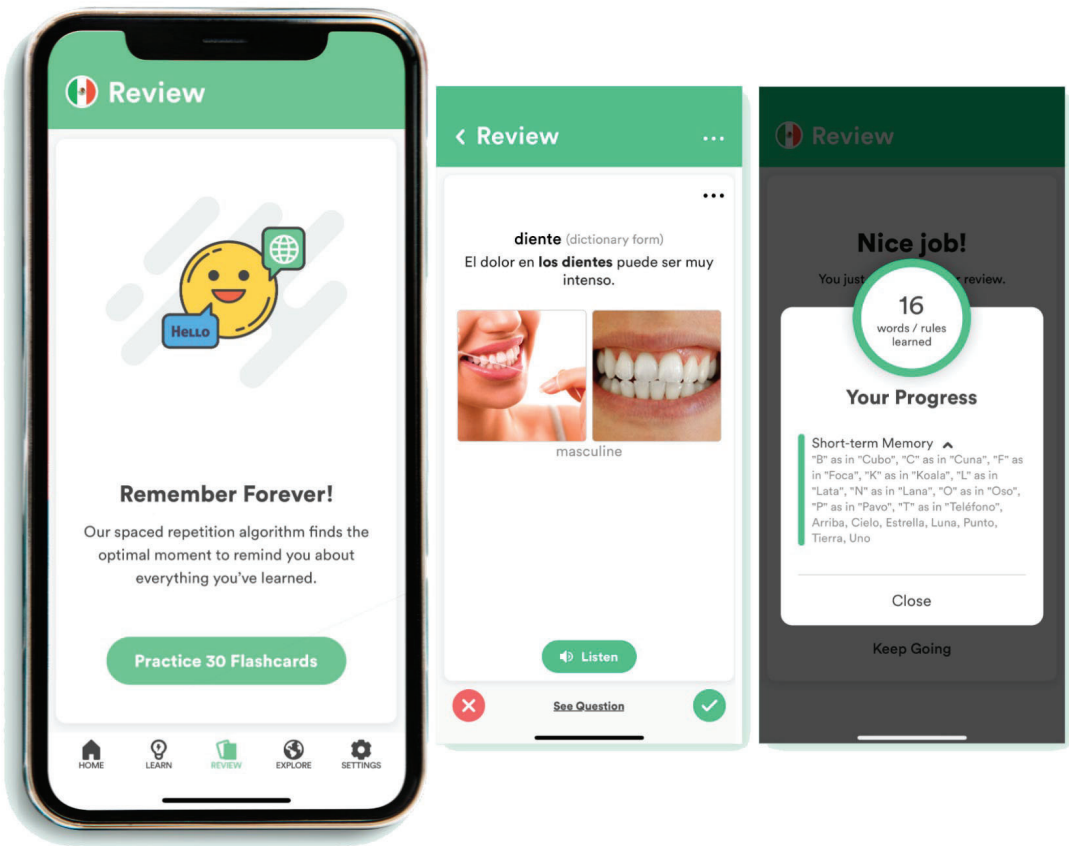 Review
Hello
Remember Forever!
Our spaced repetition algorithm finds the
optimal moment to remind you about
everything you've learned.
Practice 30 Flashcards
HOME
LEARN
REVIEW
EXPLORE
SETTINGS
Review
diente (dictionary form)
El dolor en los dientes puede ser muy
intenso.
masculine
Listen
See Question
Review
Nice job!
You just review.
16
words / rules
learned
Your Progress
Short-term Memory
"B" as in "Cubo", "C" as in "Cuna", "F" as
in "Foca", "K" as in "Koala", "L" as in
"Lata", "N" as in "Lana", "O" as in "Oso",
"P" as in "Pavo", "T" as in "Teléfono",
Arriba, Cielo, Estrella, Luna, Punto,
Tierra, Uno
Close
Keep Going